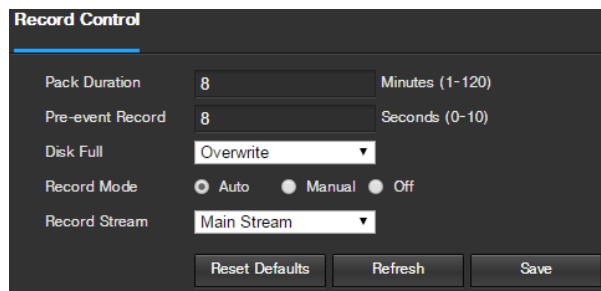 Record Control
Pack Duration 8 Minutes (1-120)
Pre-event Record 8 Seconds (0-10)
Disk Full Overwrite
Record Mode Auto Manual Off
Record Stream Main Stream
Reset Defaults Refresh Save